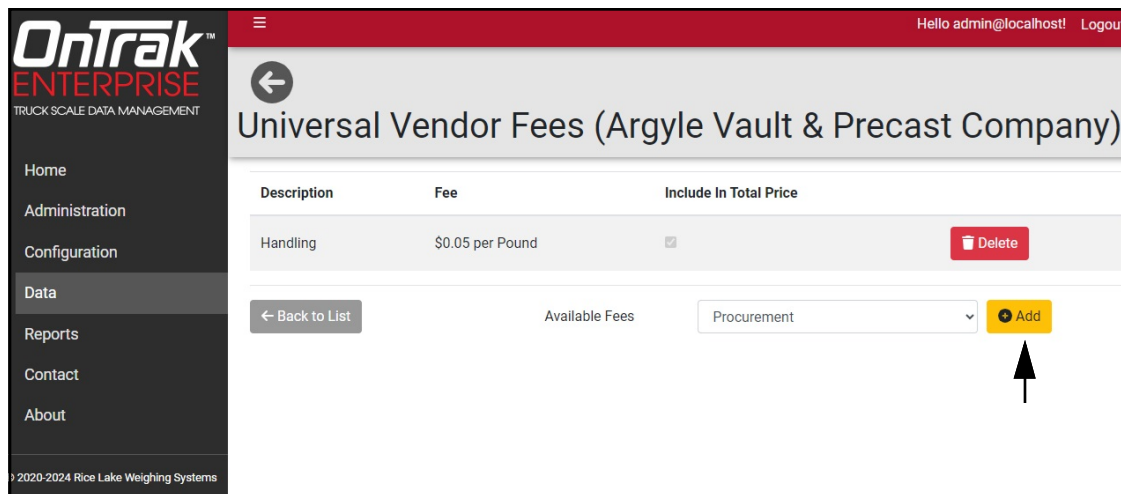 OnTrak™
ENTERPRISE
TRUCK SCALE DATA MANAGEMENT
Home
Administration
Configuration
Data
Reports
Contact
About
2020-2024 Rice Lake Weighing Systems
Hello admin@localhost! Logout
Universal Vendor Fees (Argyle Vault & Precast Company)
Description Fee Include In Total Price
Handling $0.05 per Pound Delete
Back to List Available Fees Procurement Add